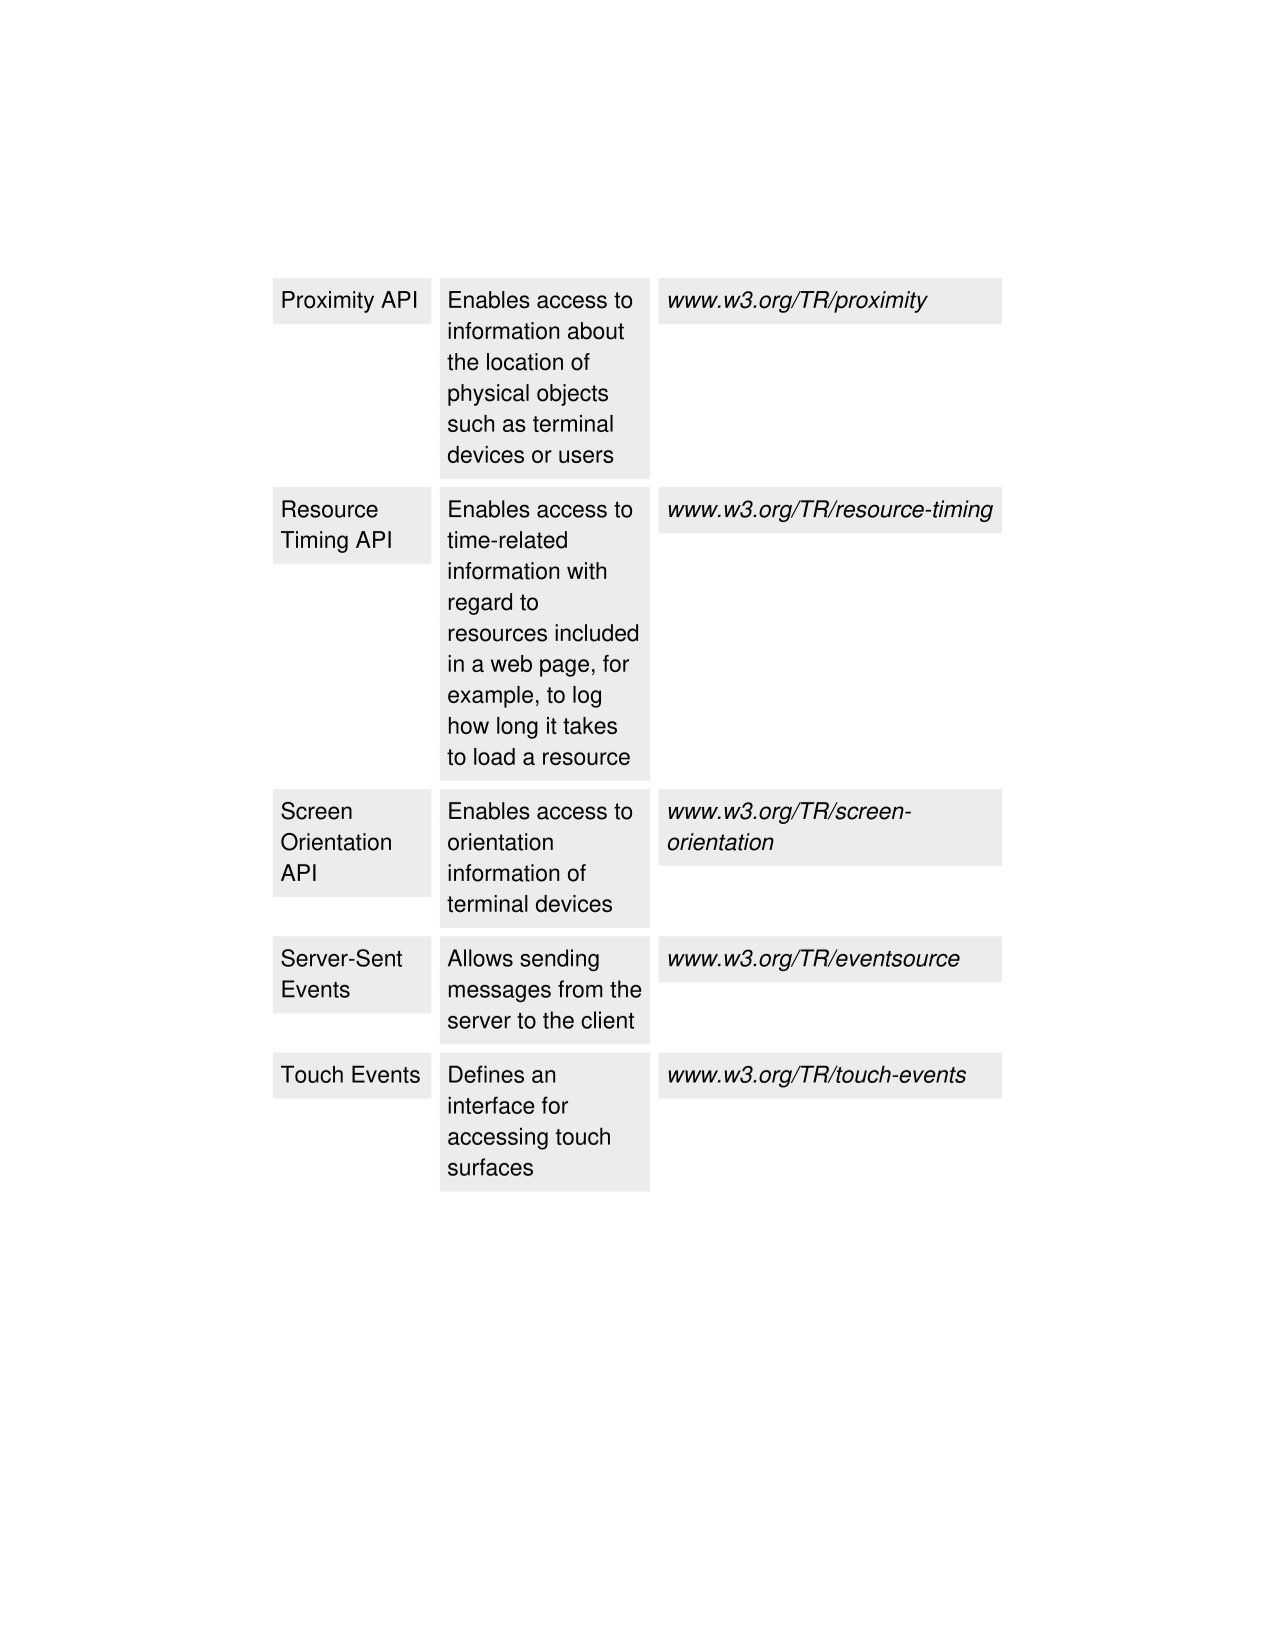 Proximity API
Enables access to
information about
the location of
physical objects
such as terminal
devices or users
www.w3.org/TR/proximity
Resource
Timing API
Enables access to
time-related
information with
regard to
resources included
in a web page, for
example, to log
how long it takes
to load a resource
www.w3.org/TR/resource-timing
Screen
Orientation
API
Enables access to
orientation
information of
terminal devices
www.w3.org/TR/screen-
orientation
Server-Sent
Events
Allows sending
messages from the
server to the client
www.w3.org/TR/eventsource
Touch Events
Defines an
interface for
accessing touch
surfaces
www.w3.org/TR/touch-events